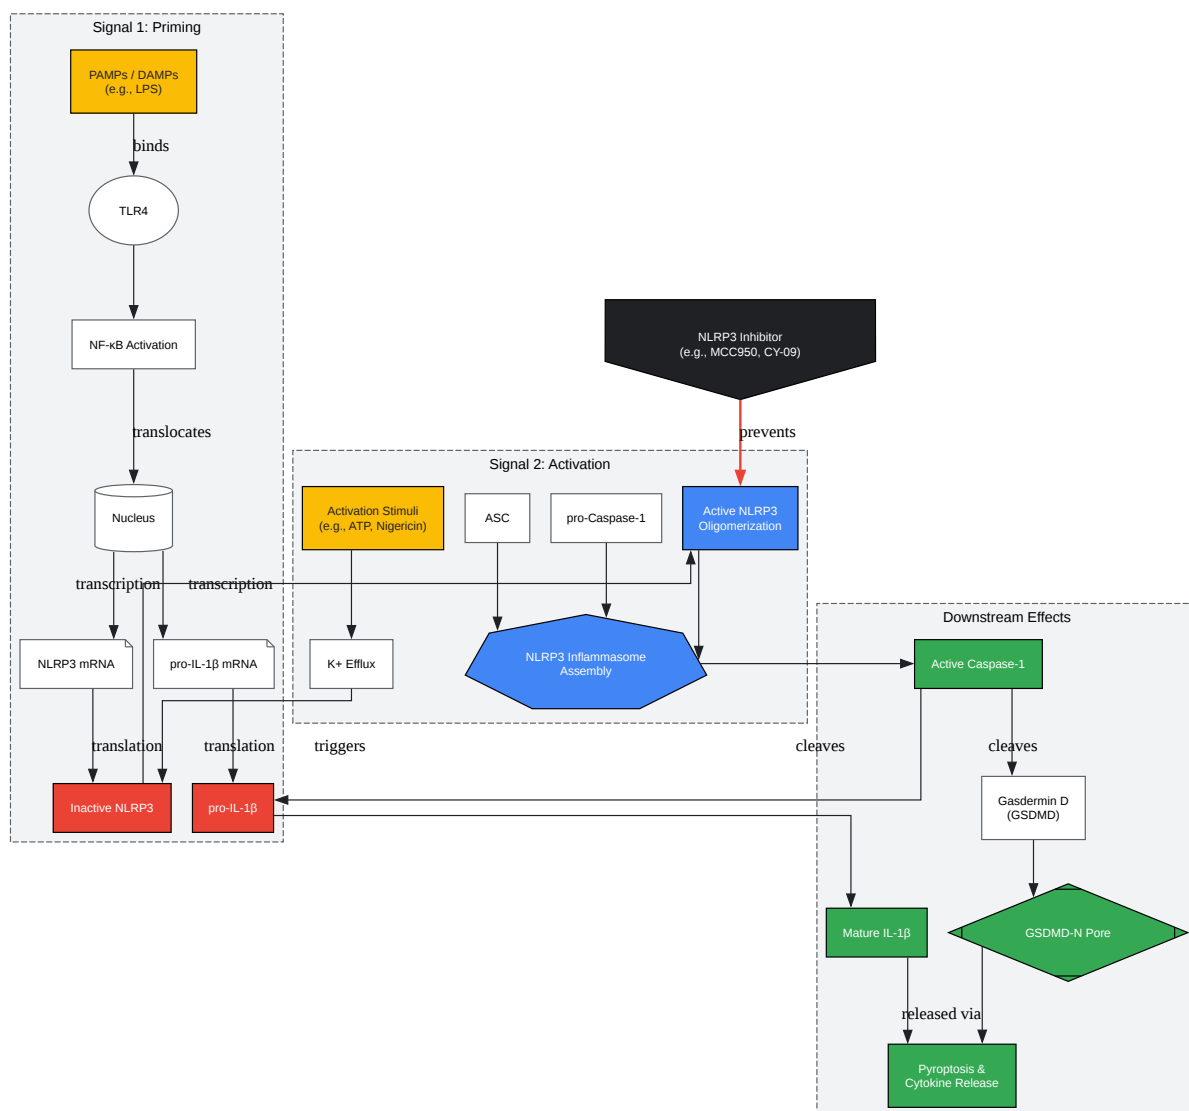 Signal 1: Priming
PAMPs / DAMPs
(e.g., LPS)
binds
TLR4
NF-κB Activation
translocates
Nucleus
transcription
transcription
NLRP3 mRNA
pro-IL-1β mRNA
translation
translation
Inactive NLRP3
pro-IL-1β
NLRP3 Inhibitor
(e.g., MCC950, CY-09)
prevents
Signal 2: Activation
Activation Stimuli
(e.g., ATP, Nigericin)
ASC
pro-Caspase-1
Active NLRP3
Oligomerization
K+ Efflux
NLRP3 Inflammasome
Assembly
triggers
Downstream Effects
Active Caspase-1
cleaves
cleaves
Gasdermin D
(GSDMD)
Mature IL-1β
GSDMD-N Pore
released via
Pyroptosis &
Cytokine Release